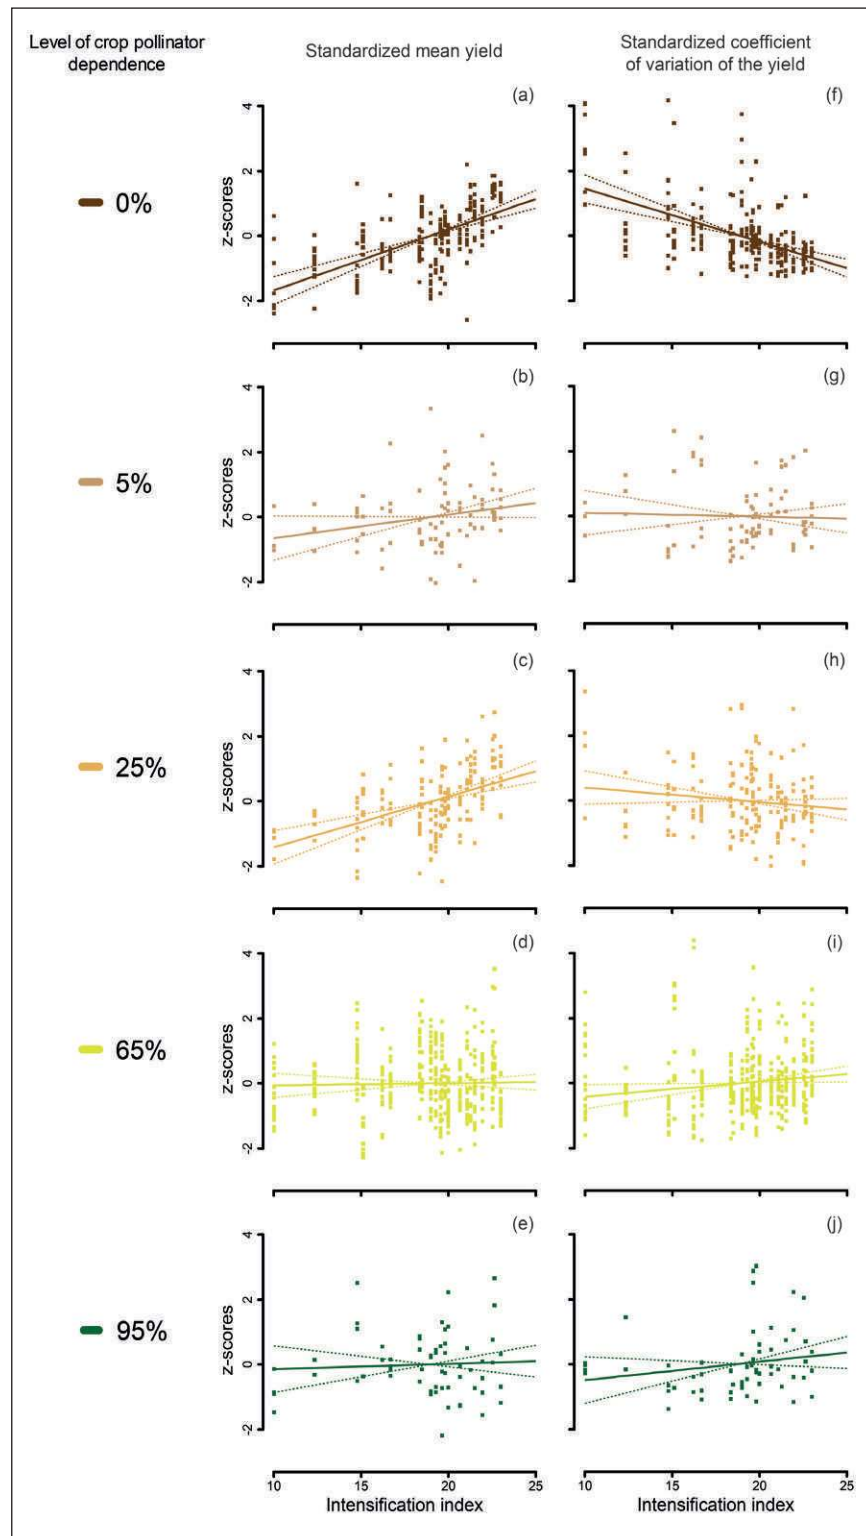 Level of crop pollinator
dependence
Standardized mean yield
Standardized coefficient
of variation of the yield
(a)
(f)
0%
z-scores
4
2
0
-2
(b)
(g)
5%
z-scores
4
2
0
-2
(c)
(h)
25%
z-scores
4
2
0
-2
(d)
(i)
65%
z-scores
4
2
0
-2
(e)
(j)
95%
z-scores
4
2
0
-2
10 15 20 25 10 15 20 25
Intensification index Intensification index